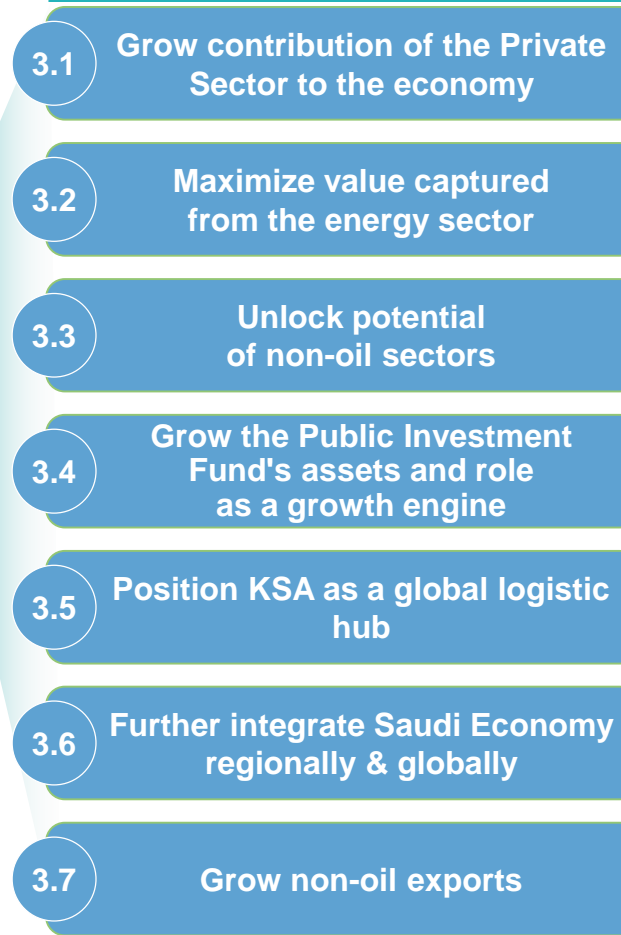 3.1
Grow contribution of the Private
Sector to the economy
3.2
Maximize value captured
from the energy sector
3.3
Unlock potential
of non-oil sectors
3.4
Grow the Public Investment
Fund's assets and role
as a growth engine
3.5
Position KSA as a global logistic
hub
3.6
Further integrate Saudi Economy
regionally & globally
3.7
Grow non-oil exports